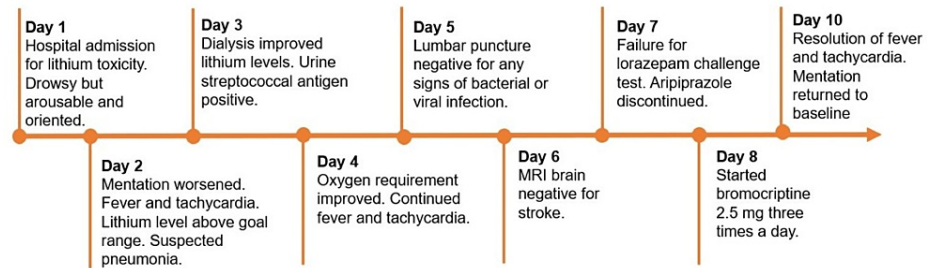 Day 1
Hospital admission
for lithium toxicity.
Drowsy but
arousable and
oriented.
Day 2
Mentation worsened.
Fever and tachycardia.
Lithium level above goal
range. Suspected
pneumonia.
Day 3
Dialysis improved
lithium levels. Urine
streptococcal antigen
positive.
Day 4
Oxygen requirement
improved. Continued
fever and tachycardia.
Day 5
Lumbar puncture
negative for any
signs of bacterial or
viral infection.
Day 6
MRI brain
negative for
stroke.
Day 7
Failure for
lorazepam challenge
test. Aripiprazole
discontinued.
Day 8
Started
bromocriptine
2.5 mg three
times a day.
Day 10
Resolution of fever
and tachycardia.
Mentation
returned to
baseline